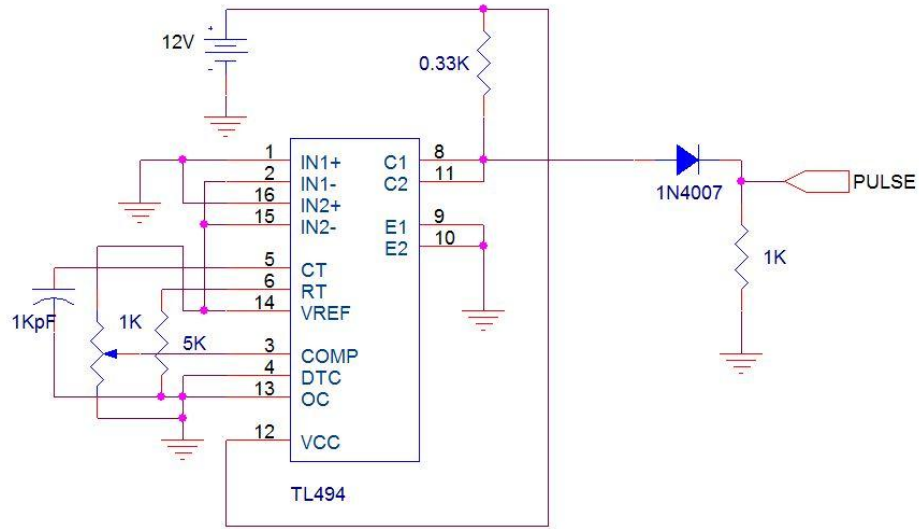 12V
0.33K
1 IN1+ C1 8
2 IN1- C2 11
16 IN2+
15 IN2- E1 9
E2 10
5 CT
6 RT
14 VREF
3 COMP
4 DTC
13 OC
12 VCC
TL494
1KpF
1K
5K
1N4007
PULSE
1K